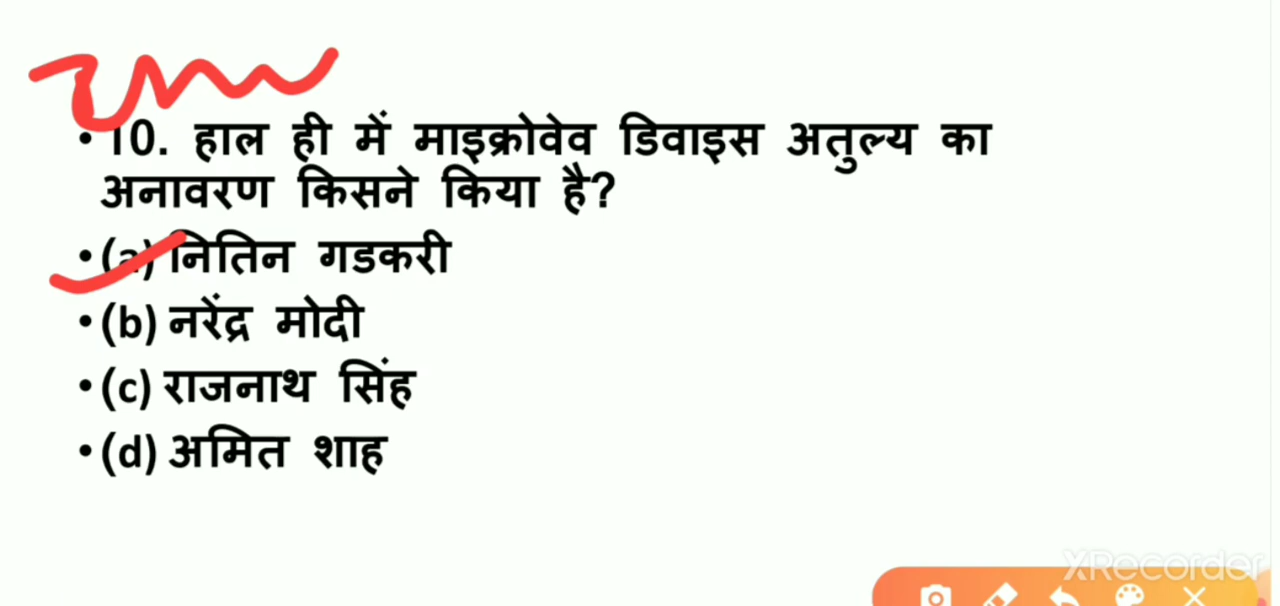 •10. हाल ही में माइक्रोवेव डिवाइस अतुल्य का
अनावरण किसने किया है?
•(a) नितिन गडकरी
•(b) नरेंद्र मोदी
•(c) राजनाथ सिंह
•(d) अमित शाह
XRecorder